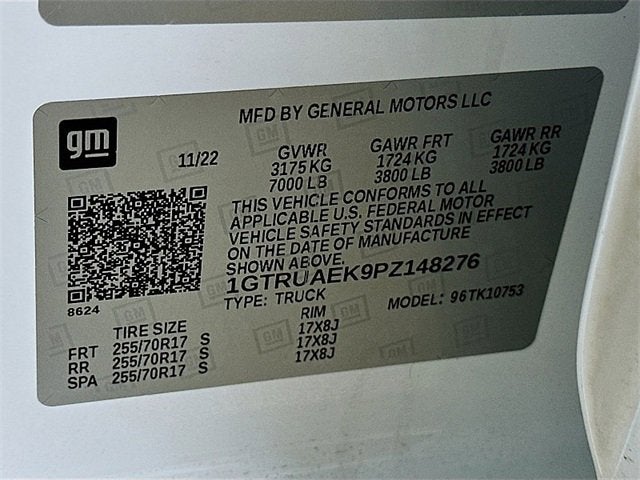 gm
MFD BY GENERAL MOTORS LLC
11/22 GVWR GAWR FRT GAWR RR
3175 KG 1724 KG 1724 KG
7000 LB 3800 LB 3800 LB
THIS VEHICLE CONFORMS TO ALL
APPLICABLE U.S. FEDERAL MOTOR
VEHICLE SAFETY STANDARDS IN EFFECT
ON THE DATE OF MANUFACTURE
SHOWN ABOVE.
1GTRUAEK9PZ148276
8624
TYPE: TRUCK MODEL: 96TK10753
TIRE SIZE RIM
FRT 255/70R17 S 17X8J
RR 255/70R17 S 17X8J
SPA 255/70R17 S 17X8J